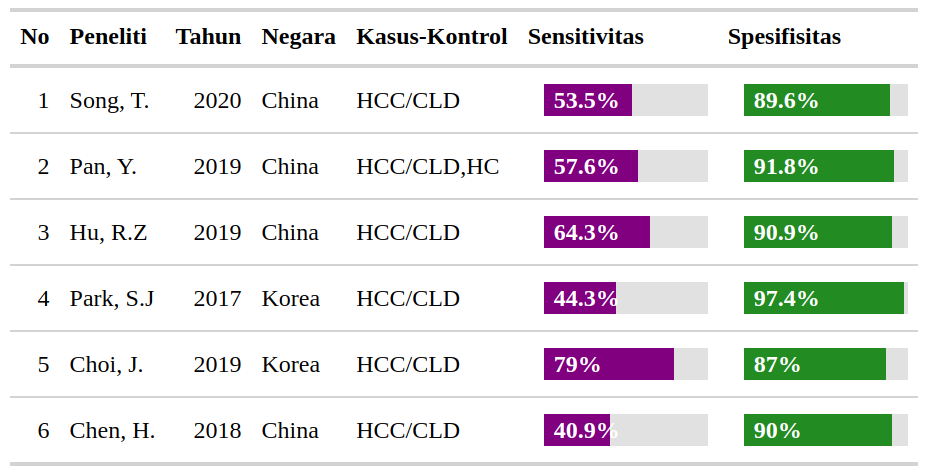 No Peneliti Tahun Negara Kasus-Kontrol Sensitivitas Spesifisitas
1 Song, T. 2020 China HCC/CLD 53.5% 89.6%
2 Pan, Y. 2019 China HCC/CLD,HC 57.6% 91.8%
3 Hu, R.Z 2019 China HCC/CLD 64.3% 90.9%
4 Park, S.J 2017 Korea HCC/CLD 44.3% 97.4%
5 Choi, J. 2019 Korea HCC/CLD 79% 87%
6 Chen, H. 2018 China HCC/CLD 40.9% 90%